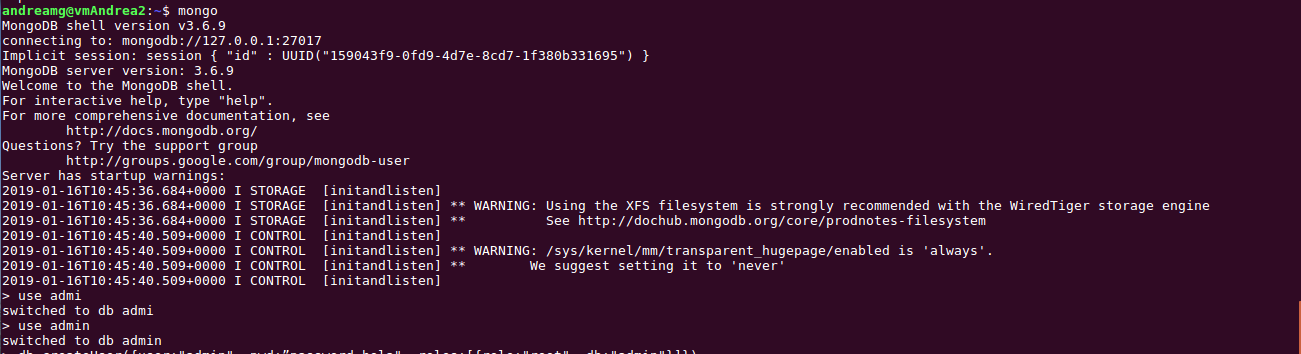 andreamg@vmAndrea2:~$ mongo
MongoDB shell version v3.6.9
connecting to: mongodb://127.0.0.1:27017
Implicit session: session { "id" : UUID("159043f9-0fd9-4d7e-8cd7-1f380b331695") }
MongoDB server version: 3.6.9
Welcome to the MongoDB shell.
For interactive help, type "help".
For more comprehensive documentation, see
        http://docs.mongodb.org/
Questions? Try the support group
        http://groups.google.com/group/mongodb-user
Server has startup warnings:
2019-01-16T10:45:36.684+0000 I STORAGE  [initandlisten]
2019-01-16T10:45:36.684+0000 I STORAGE  [initandlisten] ** WARNING: Using the XFS filesystem is strongly recommended with the WiredTiger storage engine
2019-01-16T10:45:36.684+0000 I STORAGE  [initandlisten] **          See http://dochub.mongodb.org/core/prodnotes-filesystem
2019-01-16T10:45:40.509+0000 I CONTROL  [initandlisten]
2019-01-16T10:45:40.509+0000 I CONTROL  [initandlisten] ** WARNING: /sys/kernel/mm/transparent_hugepage/enabled is 'always'.
2019-01-16T10:45:40.509+0000 I CONTROL  [initandlisten] **        We suggest setting it to 'never'
2019-01-16T10:45:40.509+0000 I CONTROL  [initandlisten]
> use admi
switched to db admi
> use admin
switched to db admin